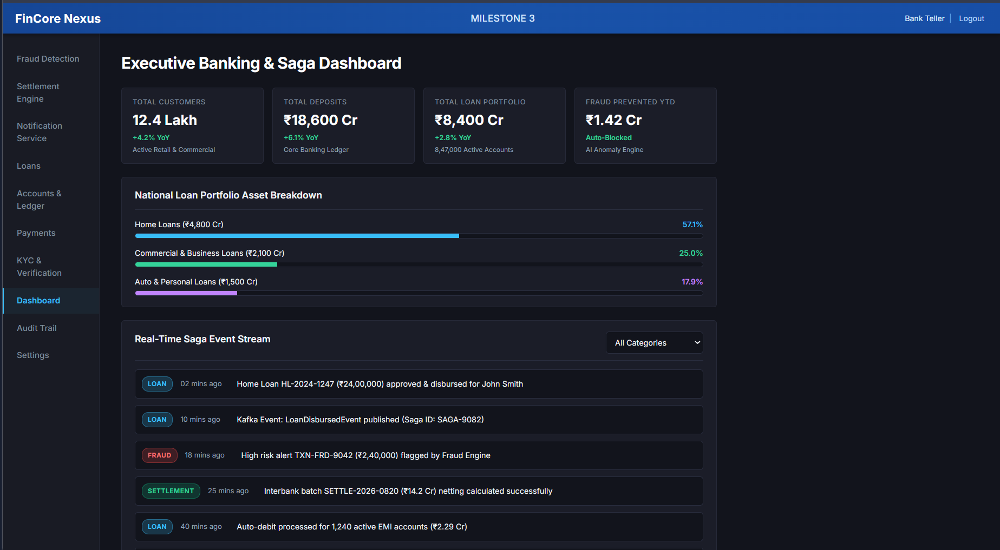 FinCore Nexus
MILESTONE 3
Bank Teller
Logout
Fraud Detection
Settlement
Engine
Notification
Service
Loans
Accounts &
Ledger
Payments
KYC &
Verification
Dashboard
Audit Trail
Settings
Executive Banking & Saga Dashboard
TOTAL CUSTOMERS
12.4 Lakh
+4.2% YoY
Active Retail & Commercial
TOTAL DEPOSITS
₹18,600 Cr
+6.1% YoY
Core Banking Ledger
TOTAL LOAN PORTFOLIO
₹8,400 Cr
+2.8% YoY
8,47,000 Active Accounts
FRAUD PREVENTED YTD
₹1.42 Cr
Auto-Blocked
AI Anomaly Engine
National Loan Portfolio Asset Breakdown
Home Loans (₹4,800 Cr) 57.1%
Commercial & Business Loans (₹2,100 Cr) 25.0%
Auto & Personal Loans (₹1,500 Cr) 17.9%
Real-Time Saga Event Stream
All Categories
LOAN 02 mins ago Home Loan HL-2024-1247 (₹24,00,000) approved & disbursed for John Smith
LOAN 10 mins ago Kafka Event: LoanDisbursedEvent published (Saga ID: SAGA-9082)
FRAUD 18 mins ago High risk alert TXN-FRD-9042 (₹2,40,000) flagged by Fraud Engine
SETTLEMENT 25 mins ago Interbank batch SETTLE-2026-0820 (₹14.2 Cr) netting calculated successfully
LOAN 40 mins ago Auto-debit processed for 1,240 active EMI accounts (₹2.29 Cr)